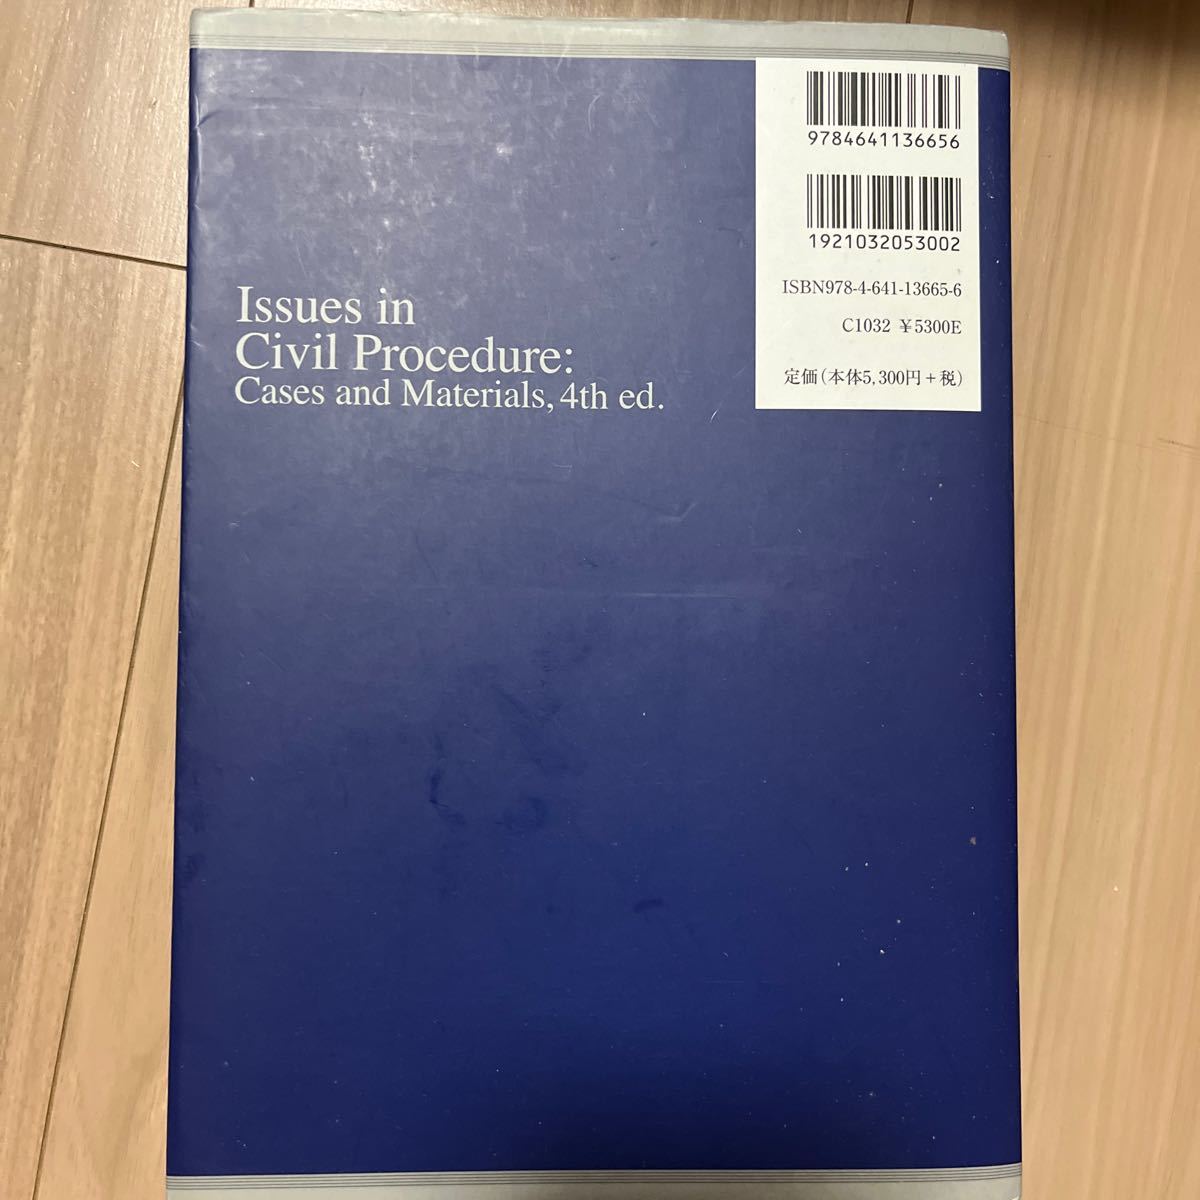 9784641136656
1921032053002
ISBN978-4-641-13665-6
C1032 ￥5300E
定価(本体5,300円+税)
Issues in
Civil Procedure:
Cases and Materials, 4th ed.